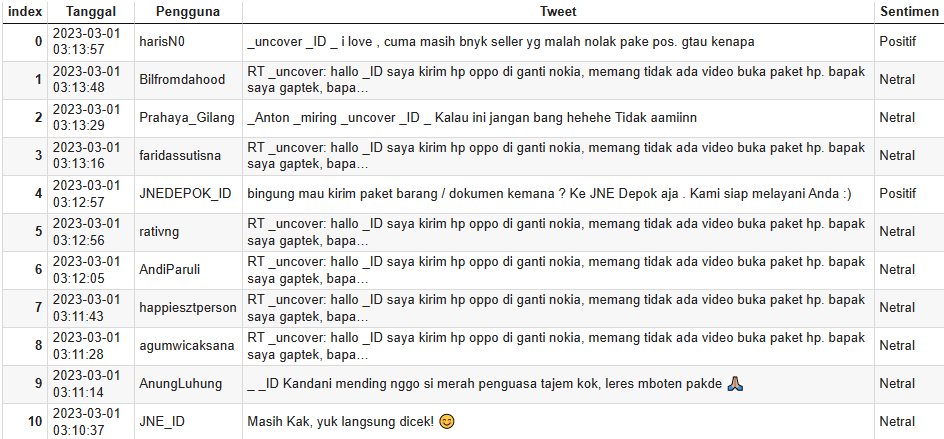 index Tanggal Pengguna Tweet Sentimen
0 2023-03-01 03:13:57 harisN0 _uncover _ID _ i love , cuma masih bnyk seller yg malah nolak pake pos. gtau kenapa Positif
1 2023-03-01 03:13:48 Bilfromdahood RT _uncover: hallo _ID saya kirim hp oppo di ganti nokia, memang tidak ada video buka paket hp. bapak saya gaptek, bapa… Netral
2 2023-03-01 03:13:29 Prahaya_Gilang _Anton _miring _uncover _ID _ Kalau ini jangan bang hehehe Tidak aamiinn Netral
3 2023-03-01 03:13:16 faridassutisna RT _uncover: hallo _ID saya kirim hp oppo di ganti nokia, memang tidak ada video buka paket hp. bapak saya gaptek, bapa… Netral
4 2023-03-01 03:12:57 JNEDEPOK_ID bingung mau kirim paket barang / dokumen kemana ? Ke JNE Depok aja . Kami siap melayani Anda :) Positif
5 2023-03-01 03:12:56 rativng RT _uncover: hallo _ID saya kirim hp oppo di ganti nokia, memang tidak ada video buka paket hp. bapak saya gaptek, bapa… Netral
6 2023-03-01 03:12:05 AndiParuli RT _uncover: hallo _ID saya kirim hp oppo di ganti nokia, memang tidak ada video buka paket hp. bapak saya gaptek, bapa… Netral
7 2023-03-01 03:11:43 happiesztperson RT _uncover: hallo _ID saya kirim hp oppo di ganti nokia, memang tidak ada video buka paket hp. bapak saya gaptek, bapa… Netral
8 2023-03-01 03:11:28 agumwicaksana RT _uncover: hallo _ID saya kirim hp oppo di ganti nokia, memang tidak ada video buka paket hp. bapak saya gaptek, bapa… Netral
9 2023-03-01 03:11:14 AnungLuhung _ _ID Kandani mending nggo si merah penguasa tajem kok, leres mboten pakde 🙏🏽 Netral
10 2023-03-01 03:10:37 JNE_ID Masih Kak, yuk langsung dicek! 😊 Netral